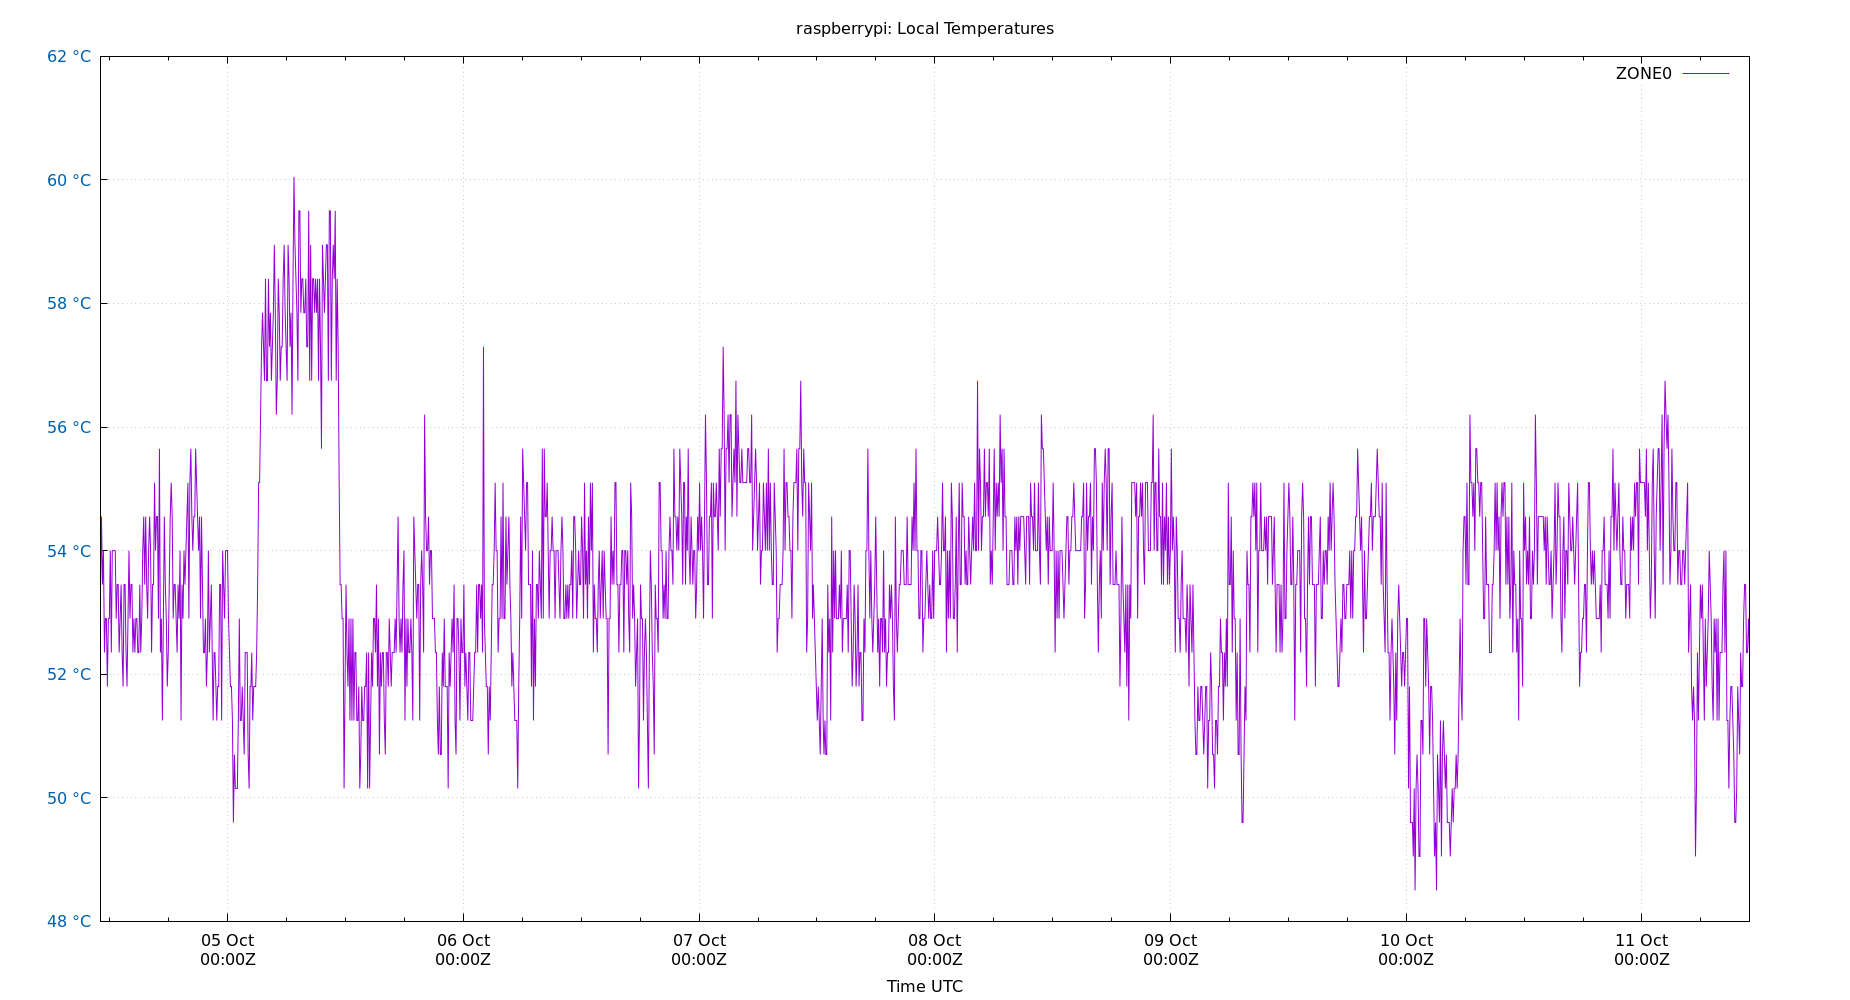 raspberrypi: Local Temperatures
62 °C
ZONE0
60 °C
58 °C
56 °C
54 °C
52 °C
50 °C
48 °C
05 Oct 06 Oct 07 Oct 08 Oct 09 Oct 10 Oct 11 Oct
00:00Z 00:00Z 00:00Z 00:00Z 00:00Z 00:00Z 00:00Z
Time UTC